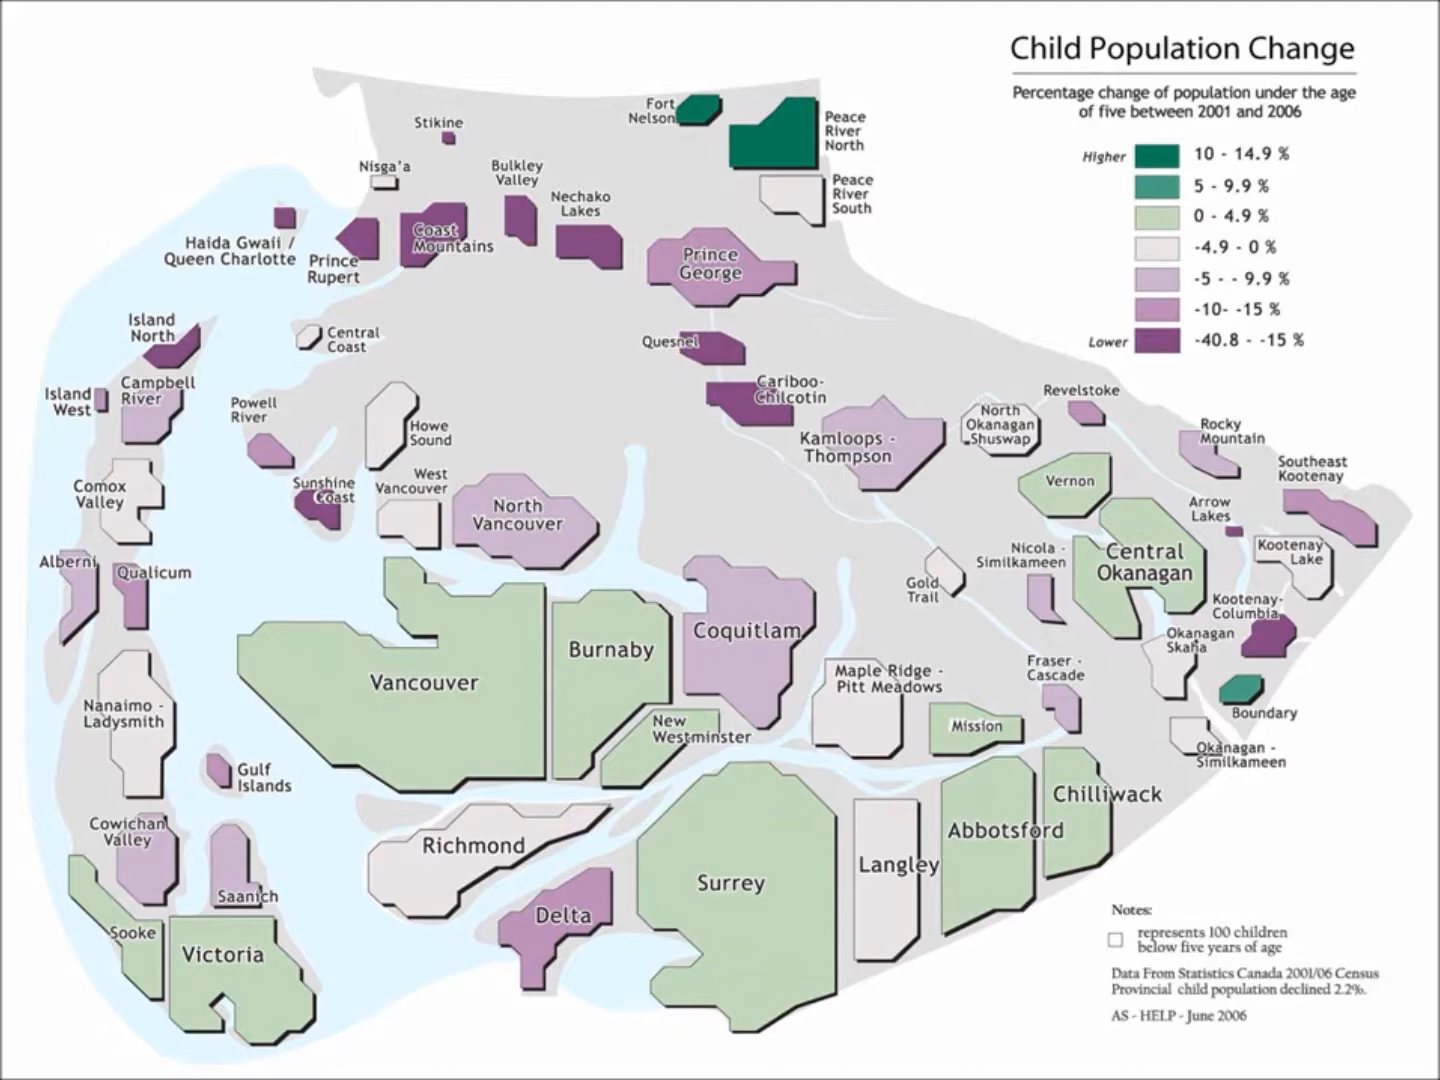 Child Population Change
Percentage change of population under the age
of five between 2001 and 2006
Higher
10 - 14.9 %
5 - 9.9 %
0 - 4.9 %
-4.9 - 0 %
-5 - - 9.9 %
-10- -15 %
Lower
-40.8 - -15 %
Fort
Nelson
Peace
River
North
Stikine
Nisga'a
Bulkley
Valley
Nechako
Lakes
Peace
River
South
Haida Gwaii /
Queen Charlotte
Prince
Rupert
Coast
Mountains
Prince
George
Island
North
Central
Coast
Quesnel
Island
West
Campbell
River
Powell
River
Howe
Sound
Cariboo-
Chilcotin
Kamloops -
Thompson
North
Okanagan
Shuswap
Revelstoke
Rocky
Mountain
Southeast
Kootenay
Comox
Valley
Sunshine
Coast
West
Vancouver
North
Vancouver
Vernon
Arrow
Lakes
Alberni
Qualicum
Gold
Trail
Nicola -
Similkameen
Central
Okanagan
Kootenay
Lake
Kootenay-
Columbia
Vancouver
Burnaby
Coquitlam
New
Westminster
Maple Ridge -
Pitt Meadows
Mission
Fraser -
Cascade
Okanagan
Skaha
Boundary
Okanagan -
Similkameen
Nanaimo -
Ladysmith
Gulf
Islands
Cowichan
Valley
Saanich
Sooke
Victoria
Richmond
Delta
Surrey
Langley
Abbotsford
Chilliwack
Notes:
represents 100 children
below five years of age
Data From Statistics Canada 2001/06 Census
Provincial child population declined 2.2%.
AS - HELP - June 2006